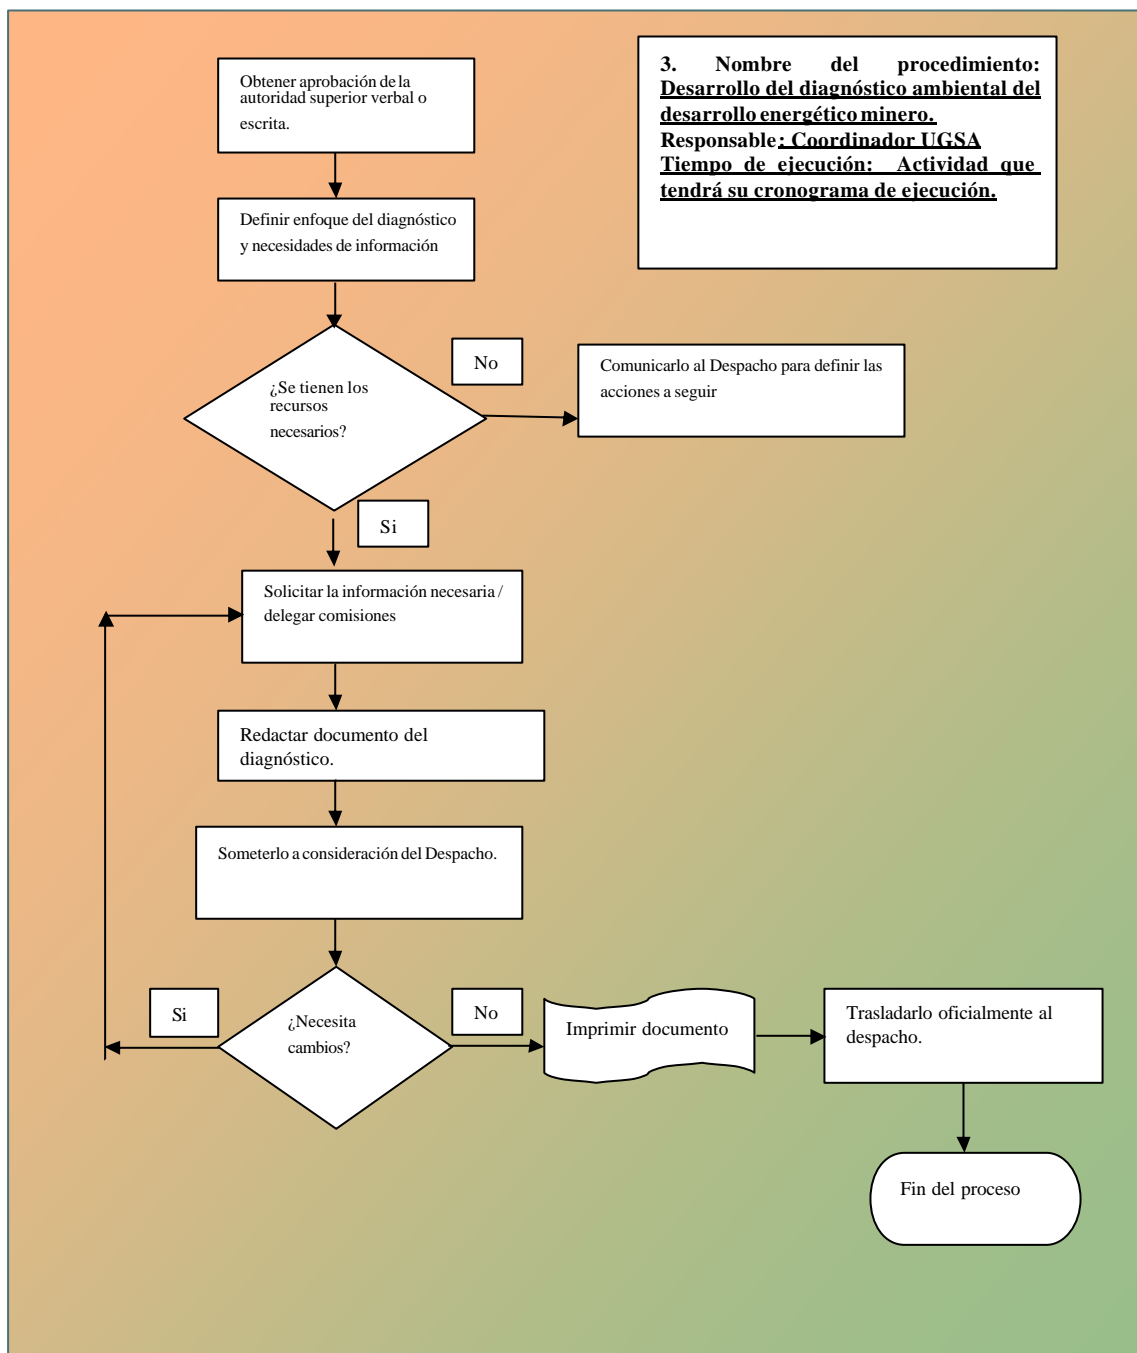 Obtener aprobación de la
autoridad superior verbal o
escrita.
3. Nombre del procedimiento:
Desarrollo del diagnóstico ambiental del
desarrollo energético minero.
Responsable: Coordinador UGSA
Tiempo de ejecución: Actividad que
tendrá su cronograma de ejecución.
Definir enfoque del diagnóstico
y necesidades de información
¿Se tienen los
recursos
necesarios?
No
Comunicarlo al Despacho para definir las
acciones a seguir
Si
Solicitar la información necesaria /
delegar comisiones
Redactar documento del
diagnóstico.
Someterlo a consideración del Despacho.
Si
¿Necesita
cambios?
No
Imprimir documento
Trasladarlo oficialmente al
despacho.
Fin del proceso